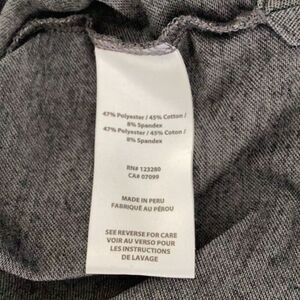 47% Polyester / 45% Cotton /
8% Spandex
47% Polyester / 45% Cotton /
8% Spandex
RN# 123280
CA# 07099
MADE IN PERU
FABRIQUÉ AU PÉROU
SEE REVERSE FOR CARE
VOIR AU VERSO POUR
LES INSTRUCTIONS
DE LAVAGE